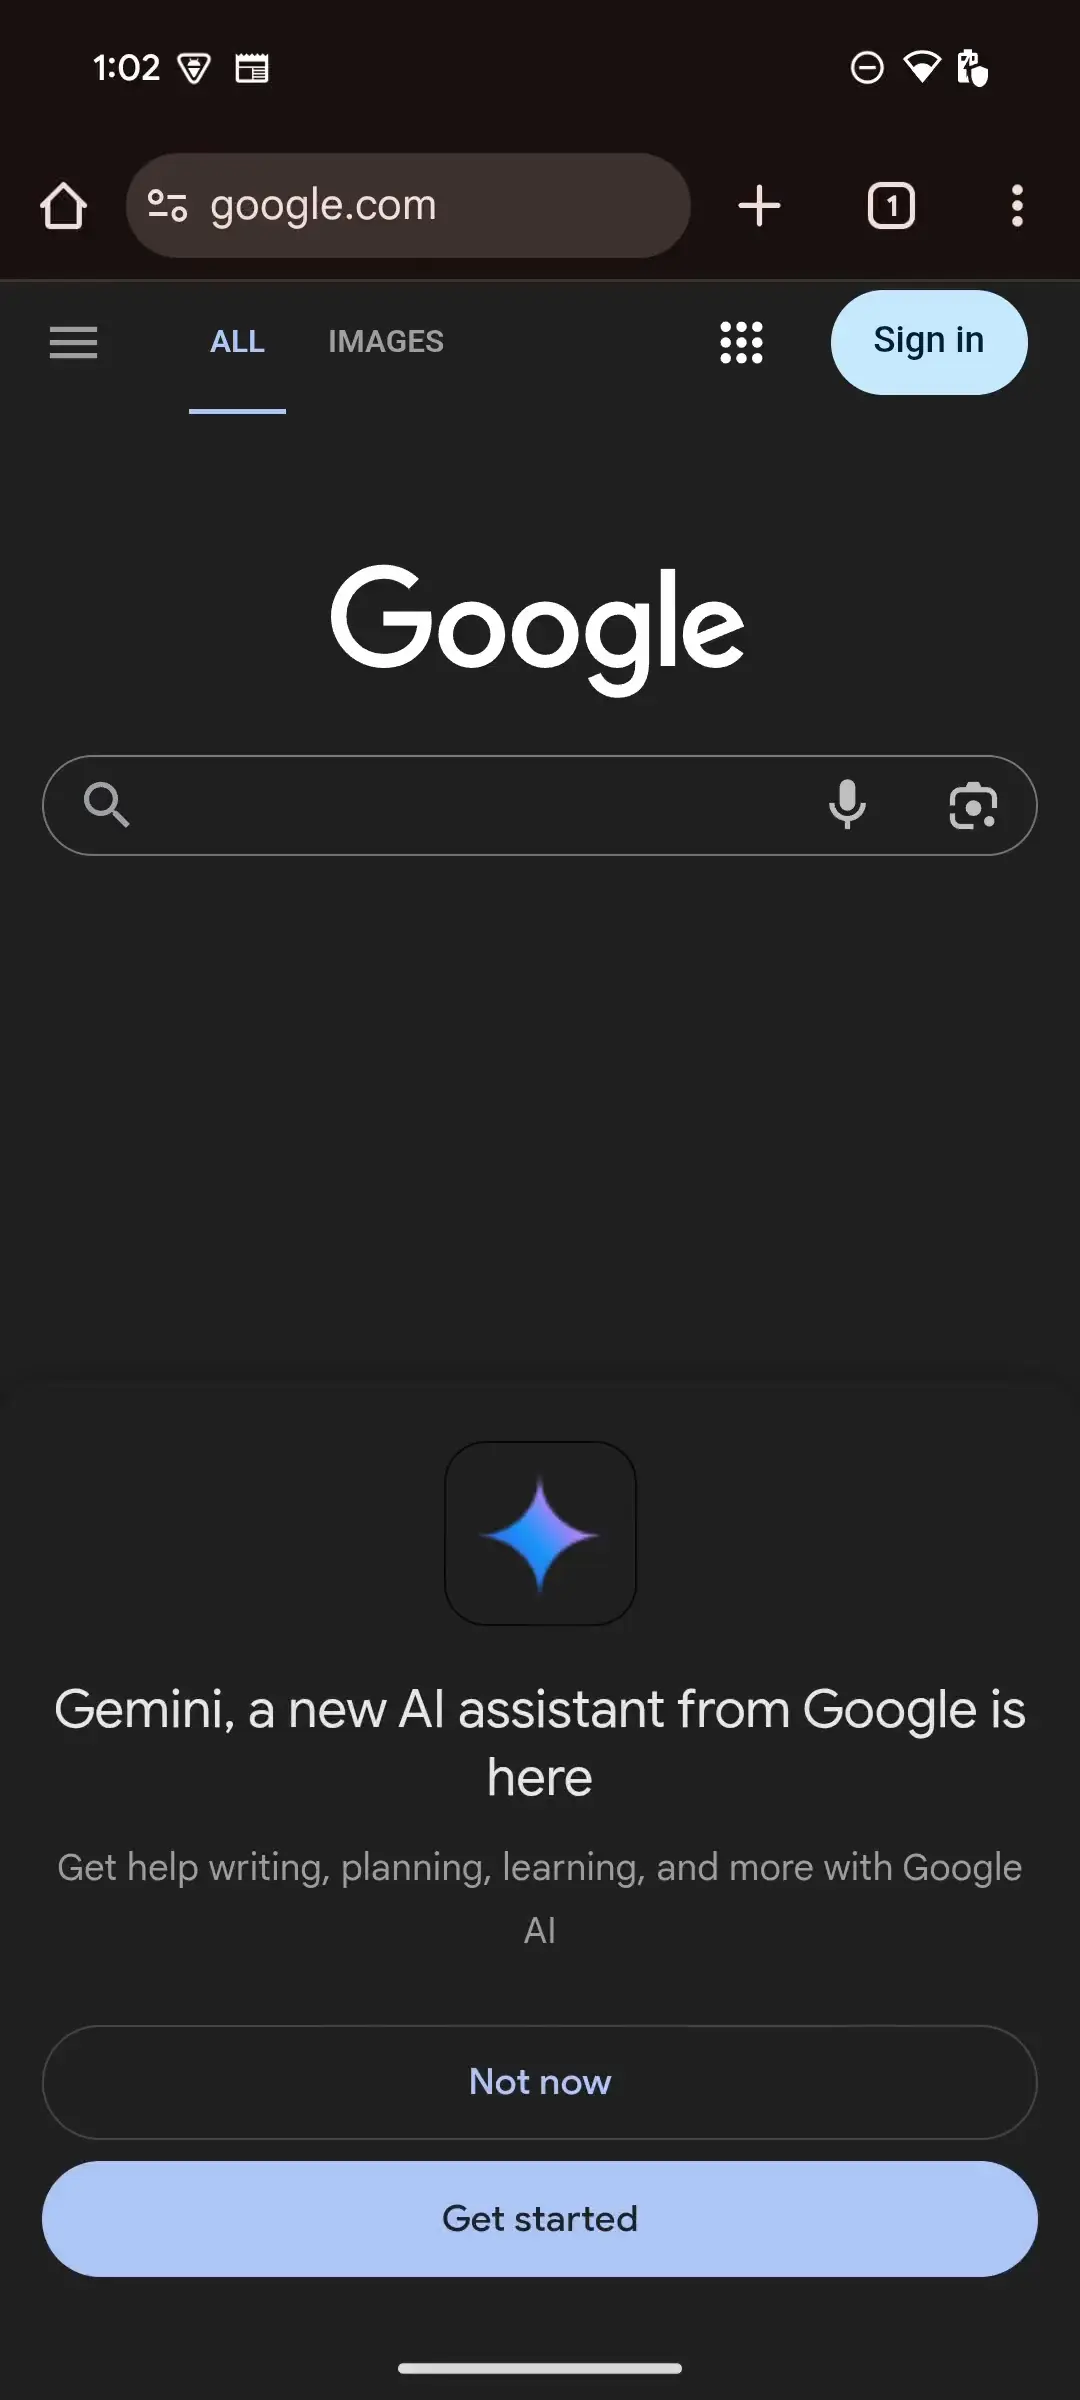 1:02
google.com
1
ALL
IMAGES
Sign in
Google
Gemini, a new AI assistant from Google is
here
Get help writing, planning, learning, and more with Google
AI
Not now
Get started